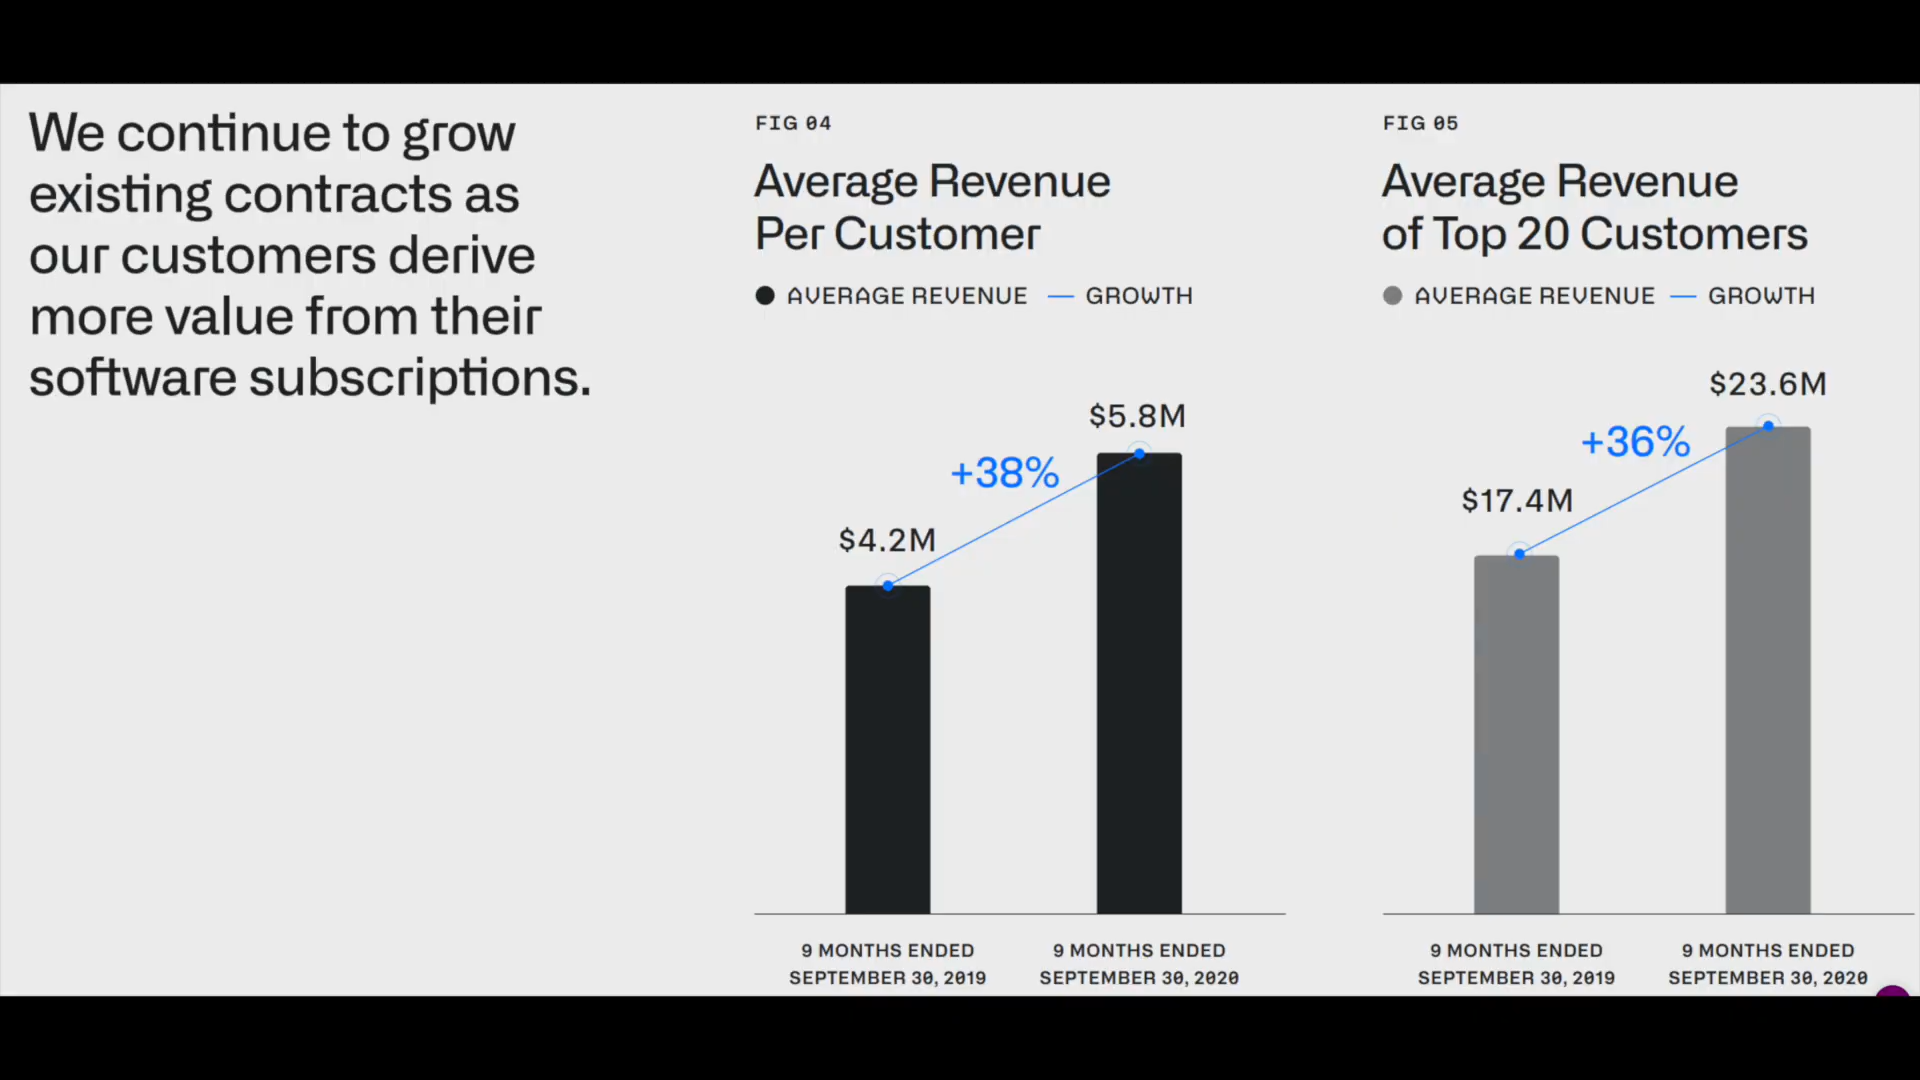 We continue to grow
existing contracts as
our customers derive
more value from their
software subscriptions.
FIG 04
Average Revenue
Per Customer
AVERAGE REVENUE GROWTH
$4.2M
+38%
$5.8M
9 MONTHS ENDED
SEPTEMBER 30, 2019
9 MONTHS ENDED
SEPTEMBER 30, 2020
FIG 05
Average Revenue
of Top 20 Customers
AVERAGE REVENUE GROWTH
$17.4M
+36%
$23.6M
9 MONTHS ENDED
SEPTEMBER 30, 2019
9 MONTHS ENDED
SEPTEMBER 30, 2020